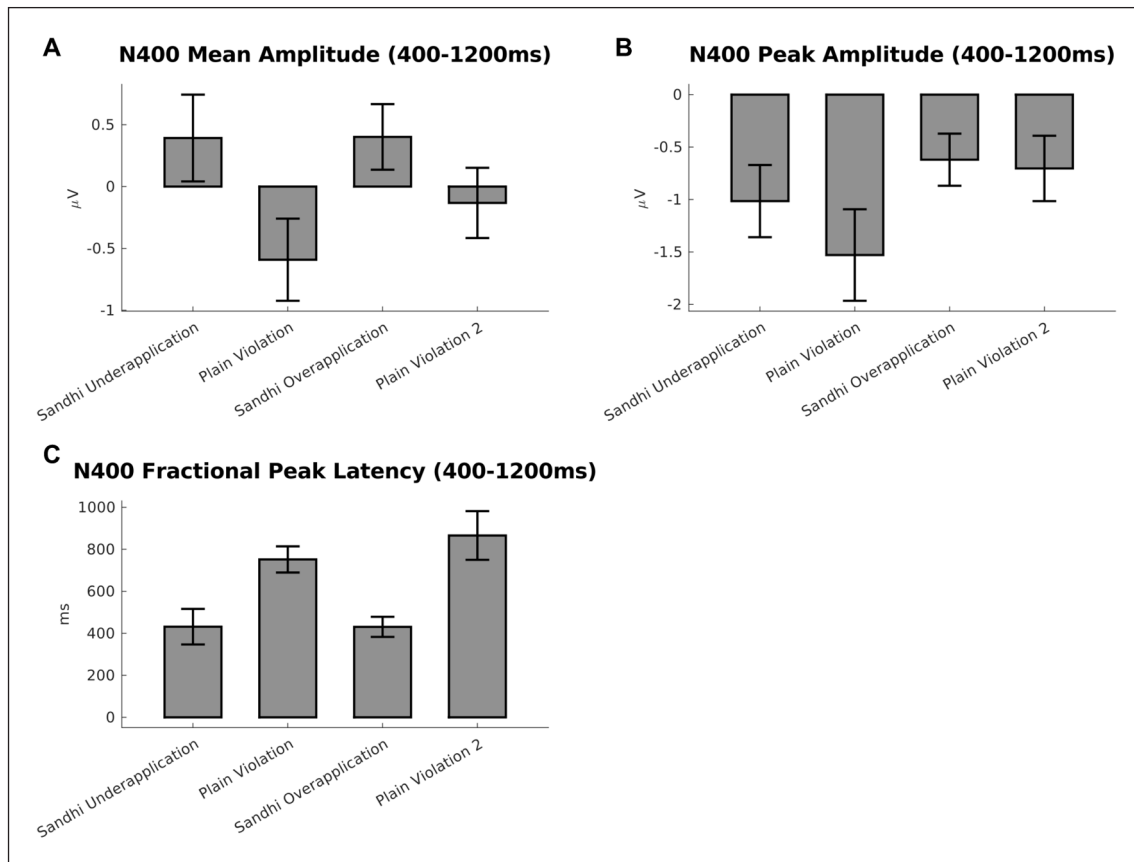 A
N400 Mean Amplitude (400-1200ms)
0.5
0
-0.5
-1
μV
Sandhi Underapplication
Plain Violation
Sandhi Overapplication
Plain Violation 2
B
N400 Peak Amplitude (400-1200ms)
0
-0.5
-1
-1.5
-2
μV
Sandhi Underapplication
Plain Violation
Sandhi Overapplication
Plain Violation 2
C
N400 Fractional Peak Latency (400-1200ms)
1000
800
600
400
200
0
ms
Sandhi Underapplication
Plain Violation
Sandhi Overapplication
Plain Violation 2